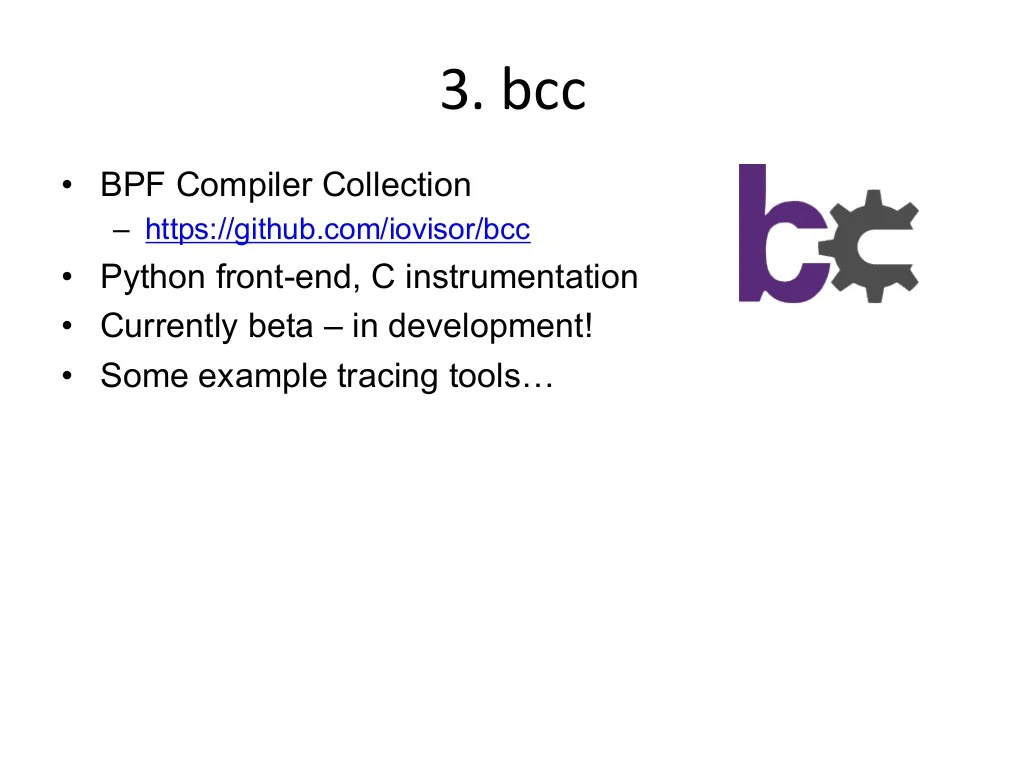 3. bcc
• BPF Compiler Collection
– https://github.com/iovisor/bcc
• Python front-end, C instrumentation
• Currently beta – in development!
• Some example tracing tools…
bcc